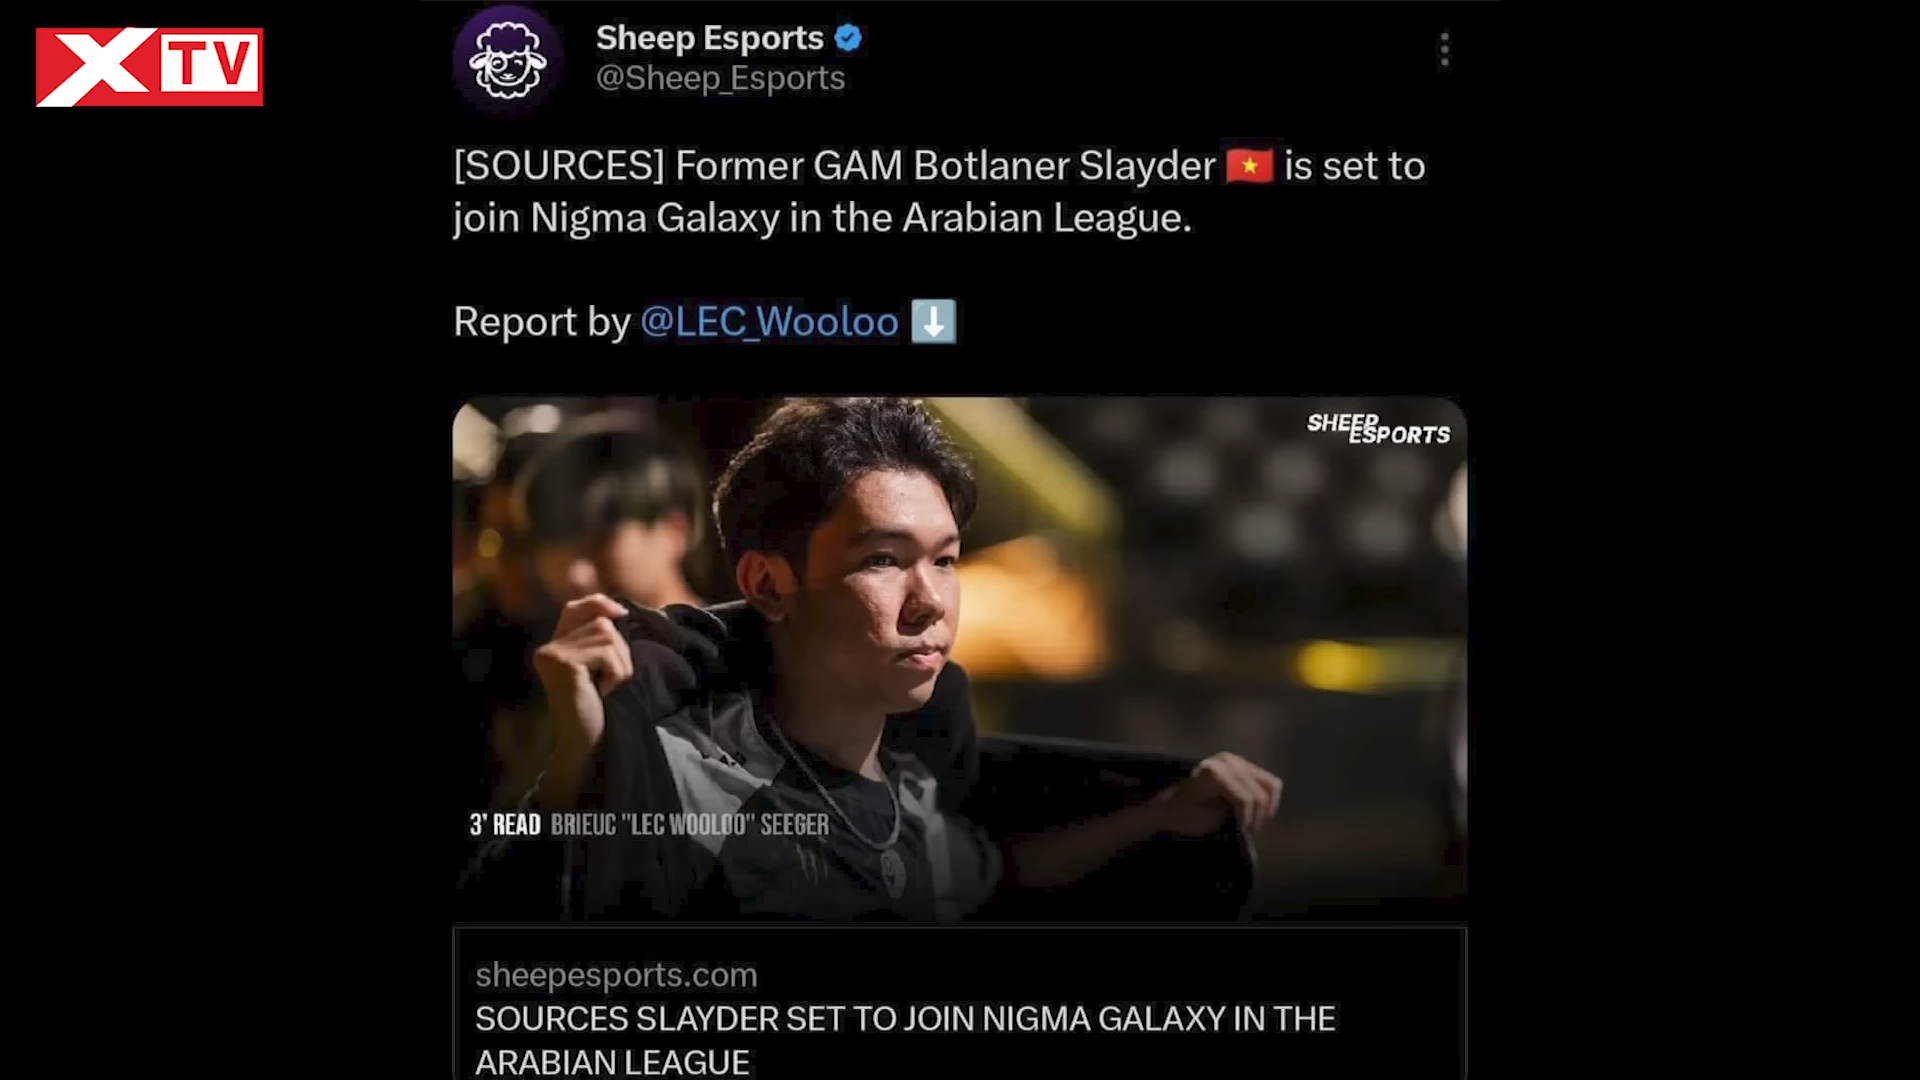 XTV
Sheep Esports
@Sheep_Esports
[SOURCES] Former GAM Botlaner Slayder 🇻🇳 is set to
join Nigma Galaxy in the Arabian League.
Report by @LEC_Wooloo ⬇️
SHEEP
ESPORTS
3' READ BRIEUC "LEC WOOLOO" SEEGER
sheepesports.com
SOURCES SLAYDER SET TO JOIN NIGMA GALAXY IN THE
ARABIAN LEAGUE